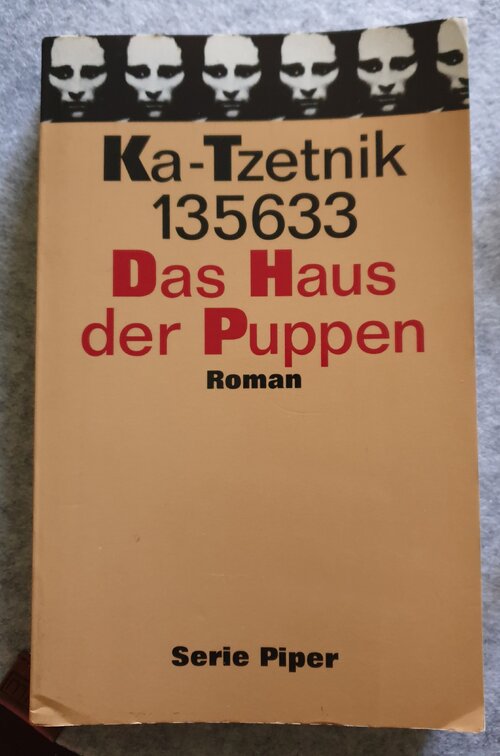 Ka-Tzetnik
135633
Das Haus
der Puppen
Roman
Serie Piper